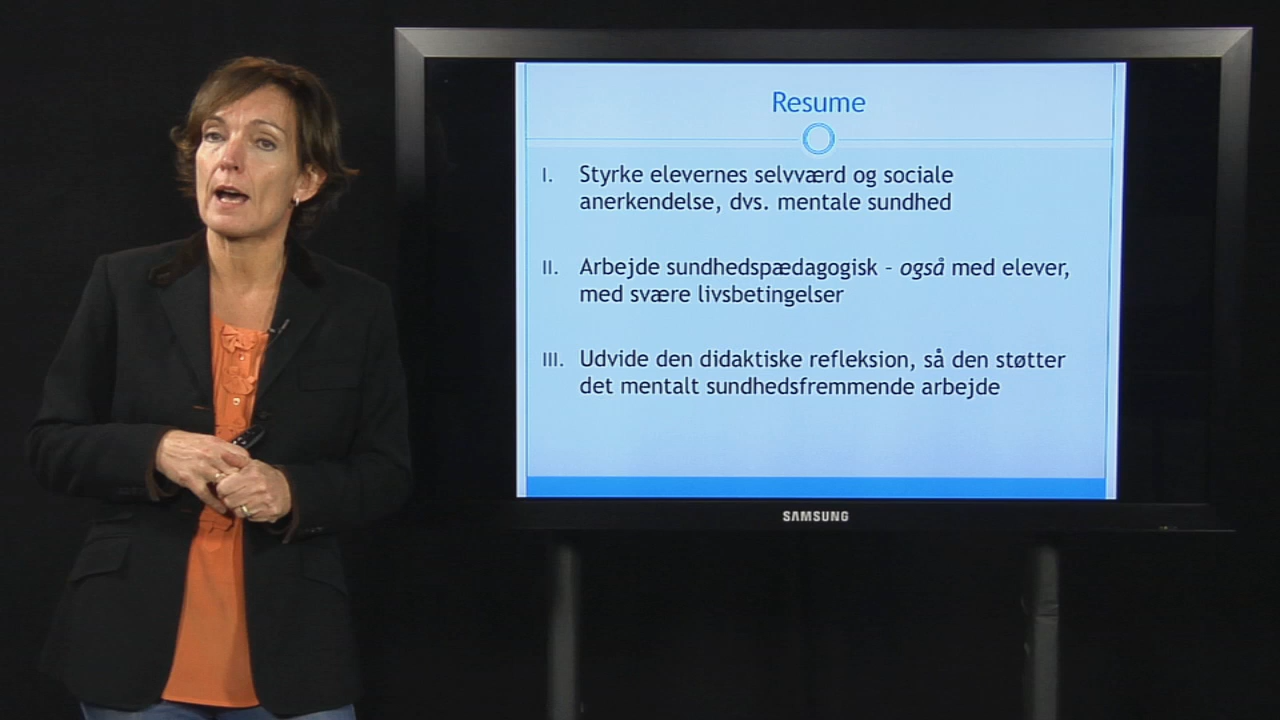 Resume
I. Styrke elevernes selvværd og sociale
anerkendelse, dvs. mentale sundhed
II. Arbejde sundhedspædagogisk – også med elever,
med svære livsbetingelser
III. Udvide den didaktiske refleksion, så den støtter
det mentalt sundhedsfremmende arbejde
SAMSUNG